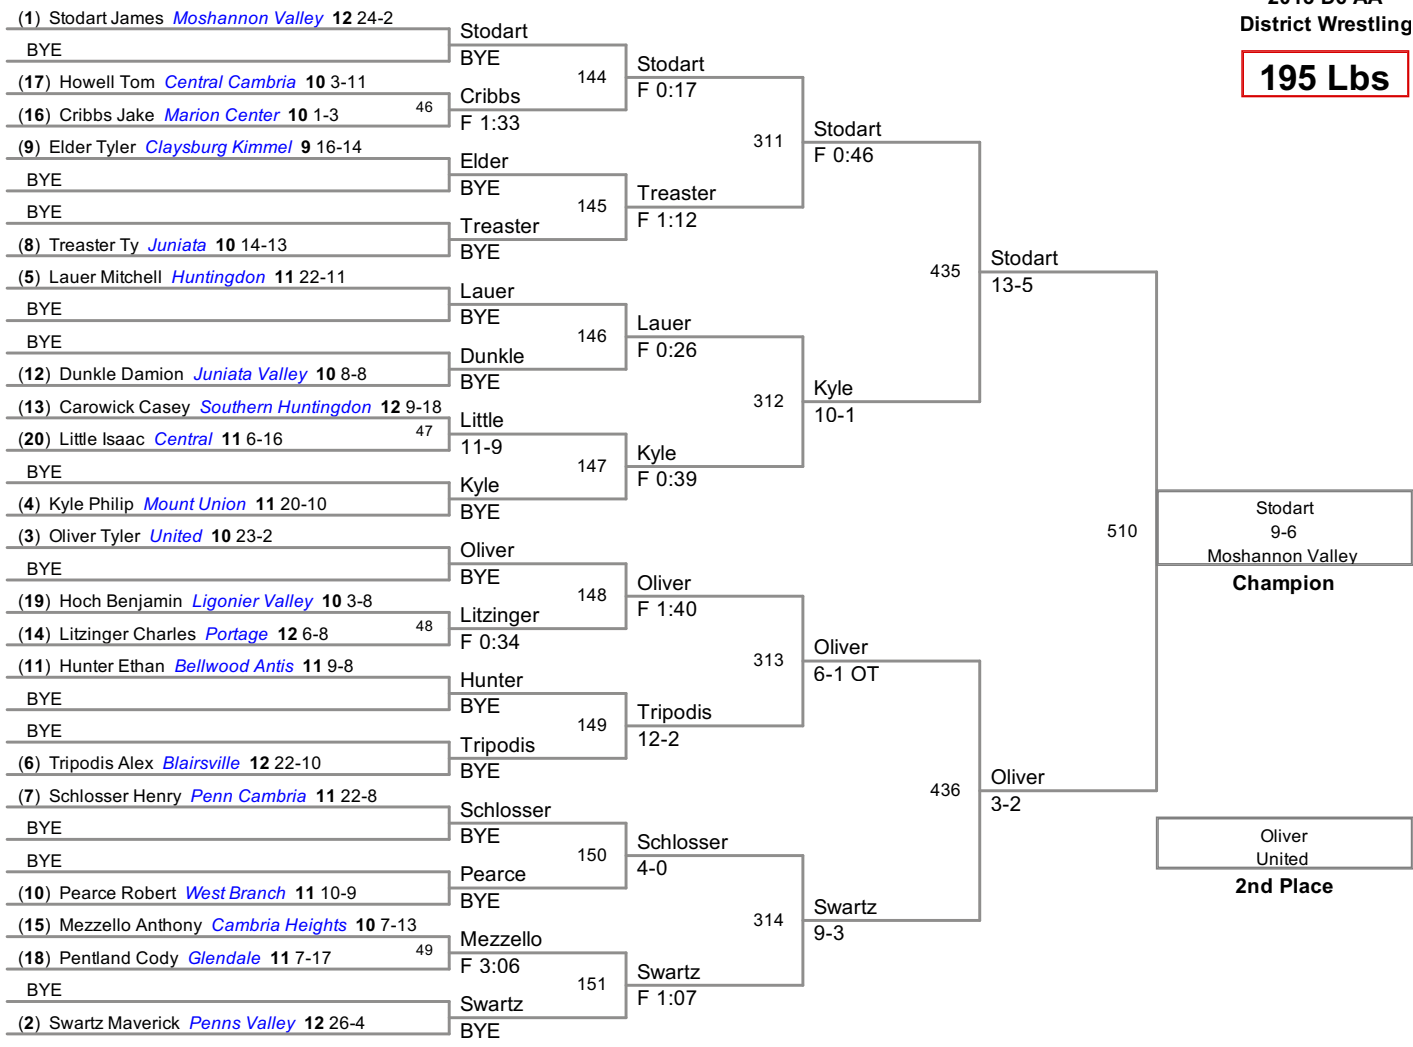 2018 D6 AA
District Wrestling
195 Lbs
(1) Stodart James Moshannon Valley 12 24-2
BYE
(17) Howell Tom Central Cambria 10 3-11
(16) Cribbs Jake Marion Center 10 1-3
46
(9) Elder Tyler Claysburg Kimmel 9 16-14
BYE
BYE
(8) Treaster Ty Juniata 10 14-13
(5) Lauer Mitchell Huntingdon 11 22-11
BYE
BYE
(12) Dunkle Damion Juniata Valley 10 8-8
(13) Carowick Casey Southern Huntingdon 12 9-18
(20) Little Isaac Central 11 6-16
47
BYE
(4) Kyle Philip Mount Union 11 20-10
(3) Oliver Tyler United 10 23-2
BYE
(19) Hoch Benjamin Ligonier Valley 10 3-8
(14) Litzinger Charles Portage 12 6-8
48
(11) Hunter Ethan Bellwood Antis 11 9-8
BYE
BYE
(6) Tripodis Alex Blairsville 12 22-10
(7) Schlosser Henry Penn Cambria 11 22-8
BYE
BYE
(10) Pearce Robert West Branch 11 10-9
(15) Mezzello Anthony Cambria Heights 10 7-13
(18) Pentland Cody Glendale 11 7-17
49
BYE
(2) Swartz Maverick Penns Valley 12 26-4
Stodart
BYE
144
Cribbs
F 1:33
Elder
BYE
145
Treaster
BYE
Lauer
BYE
146
Dunkle
BYE
Little
11-9
147
Kyle
BYE
Oliver
BYE
148
Litzinger
F 0:34
Hunter
BYE
149
Tripodis
BYE
Schlosser
BYE
150
Pearce
BYE
Mezzello
F 3:06
151
Swartz
BYE
Stodart
F 0:17
311
Treaster
F 1:12
Lauer
F 0:26
312
Kyle
F 0:39
Oliver
F 1:40
313
Tripodis
12-2
Schlosser
4-0
314
Swartz
F 1:07
Stodart
F 0:46
435
Kyle
10-1
Oliver
6-1 OT
436
Swartz
9-3
Stodart
13-5
510
Oliver
3-2
Stodart
9-6
Moshannon Valley
Champion
Oliver
United
2nd Place